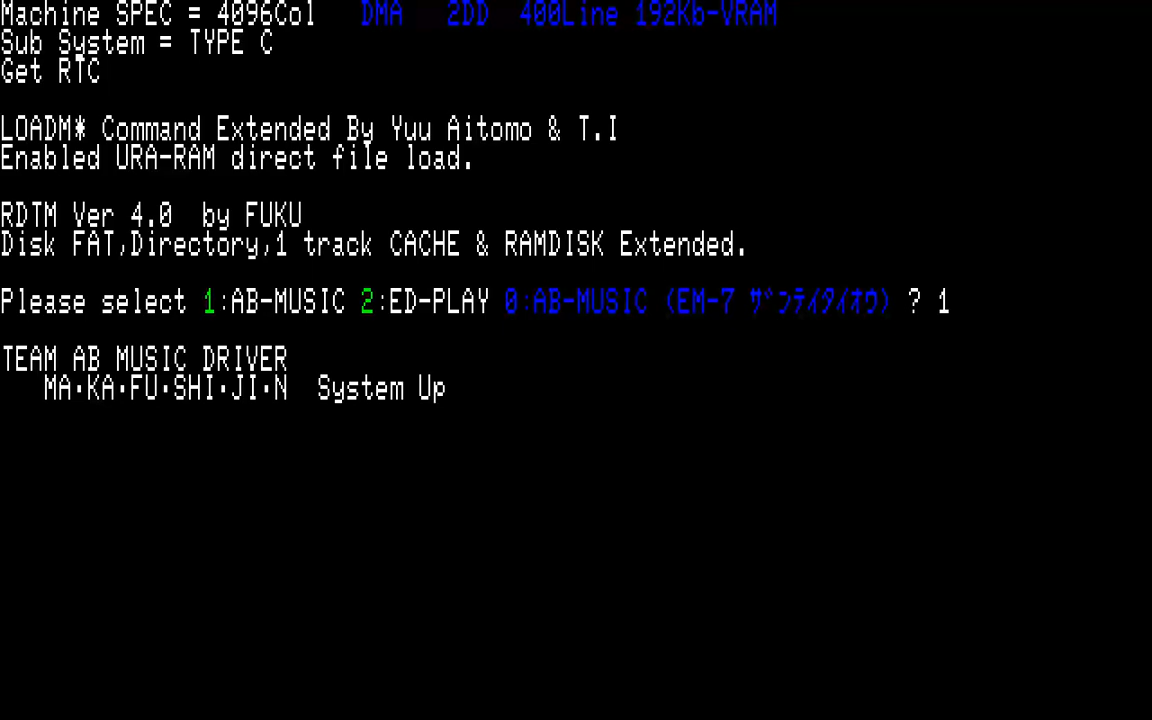 Machine SPEC = 4096Col   DMA   2DD  400Line 192Kb-VRAM
Sub System = TYPE C
Get RTC
LOADM* Command Extended By Yuu Aitomo & T.I
Enabled URA-RAM direct file load.
RDTM Ver 4.0  by FUKU
Disk FAT,Directory,1 track CACHE & RAMDISK Extended.
Please select 1:AB-MUSIC 2:ED-PLAY 0:AB-MUSIC (EM-7 ザンテイタイオウ) ? 1
TEAM AB MUSIC DRIVER
MA・KA・FU・SHI・JI・N  System Up